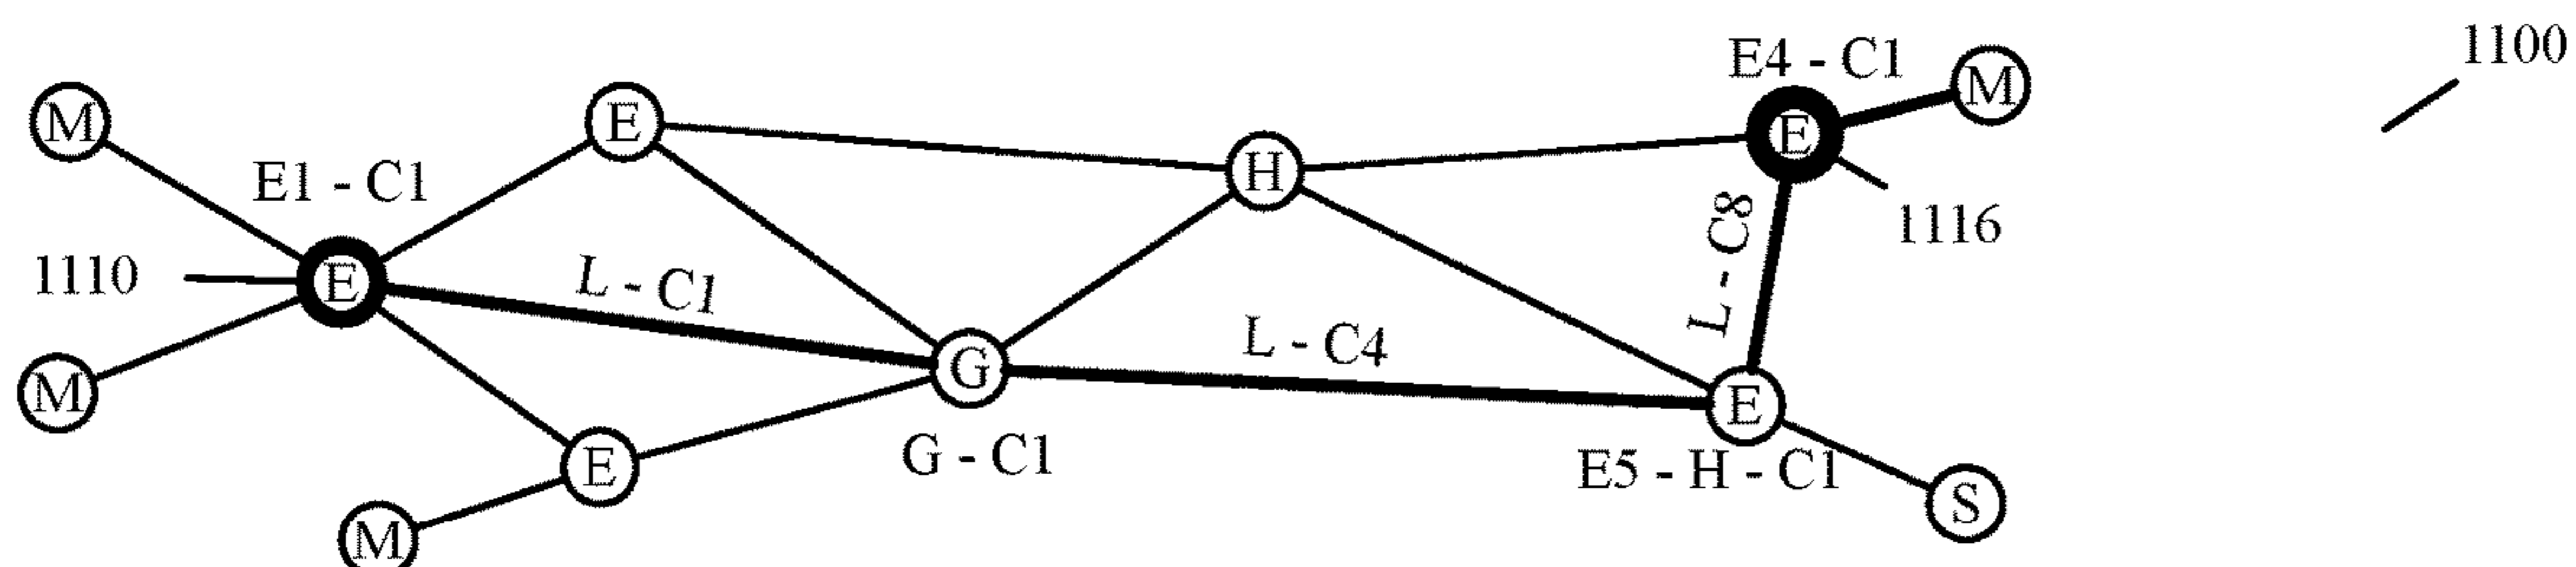 1100
E4 - C1
M
M
E
E
E1 - C1
H
L - C8
1116
1110
E
L - C1
L - C4
G
M
E
G - C1
E
E5 - H - C1
S
M